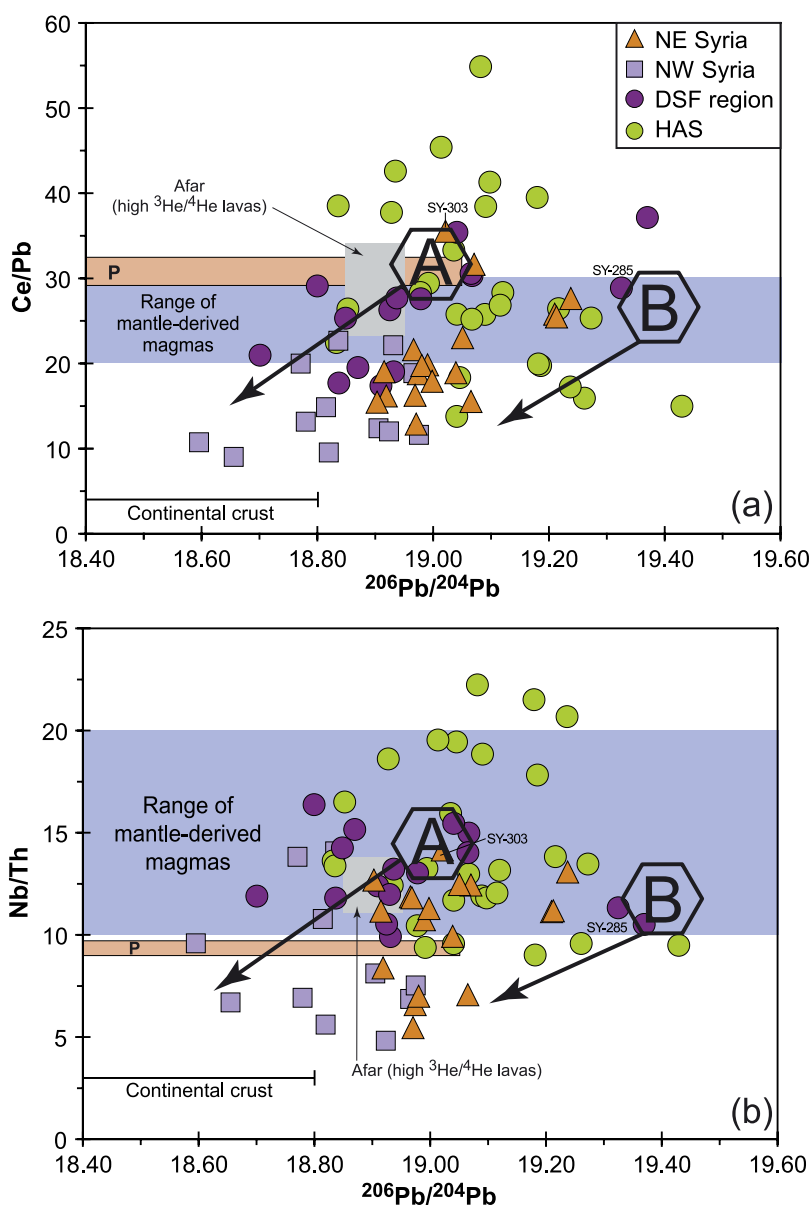 60
50
40
30
20
10
0
Ce/Pb
NE Syria
NW Syria
DSF region
HAS
Afar
(high ³He/⁴He lavas)
SY-303
A
P
SY-285
B
Range of
mantle-derived
magmas
Continental crust
(a)
18.40 18.60 18.80 19.00 19.20 19.40 19.60
²⁰⁶Pb/²⁰⁴Pb
25
20
15
10
5
0
Nb/Th
Range of
mantle-derived
magmas
A
SY-303
B
SY-285
P
Afar (high ³He/⁴He lavas)
Continental crust
(b)
18.40 18.60 18.80 19.00 19.20 19.40 19.60
²⁰⁶Pb/²⁰⁴Pb